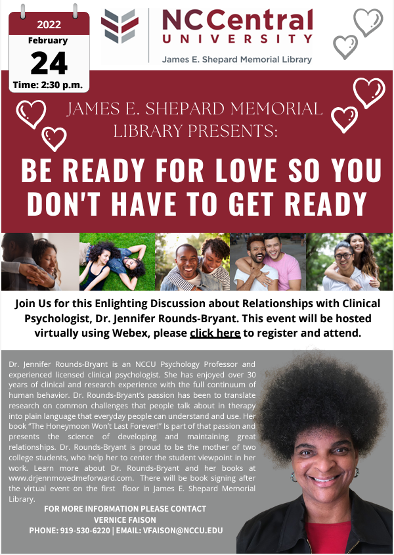 2022
February
24
Time: 2:30 p.m.
NCCentral
UNIVERSITY
James E. Shepard Memorial Library
JAMES E. SHEPARD MEMORIAL
LIBRARY PRESENTS:
BE READY FOR LOVE SO YOU
DON'T HAVE TO GET READY
Join Us for this Enlighting Discussion about Relationships with Clinical
Psychologist, Dr. Jennifer Rounds-Bryant. This event will be hosted
virtually using Webex, please click here to register and attend.
Dr. Jennifer Rounds-Bryant is an NCCU Psychology Professor and
experienced licensed clinical psychologist. She has enjoyed over 30
years of clinical and research experience with the full continuum of
human behavior. Dr. Rounds-Bryant's passion has been to translate
research on common challenges that people talk about in therapy
into plain language that everyday people can understand and use. Her
book "The Honeymoon Won't Last Forever!" Is part of that passion and
presents the science of developing and maintaining great
relationships. Dr. Rounds-Bryant is proud to be the mother of two
college students, who help her to center the student viewpoint in her
work. Learn more about Dr. Rounds-Bryant and her books at
www.drjennmovedmeforward.com. There will be book signing after
the virtual event on the first floor in James E. Shepard Memorial
Library.
FOR MORE INFORMATION PLEASE CONTACT
VERNICE FAISON
PHONE: 919-530-6220 | EMAIL: VFAISON@NCCU.EDU